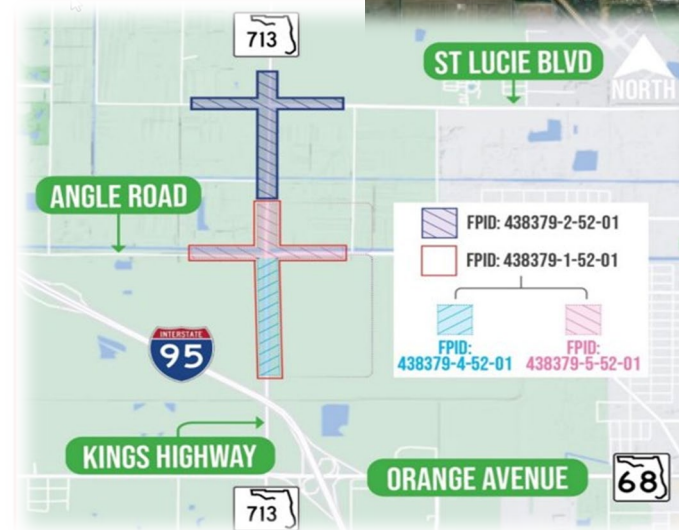 713
ST LUCIE BLVD
NORTH
ANGLE ROAD
FPID: 438379-2-52-01
FPID: 438379-1-52-01
FPID:
438379-4-52-01
FPID:
438379-5-52-01
INTERSTATE
95
KINGS HIGHWAY
ORANGE AVENUE
68
713